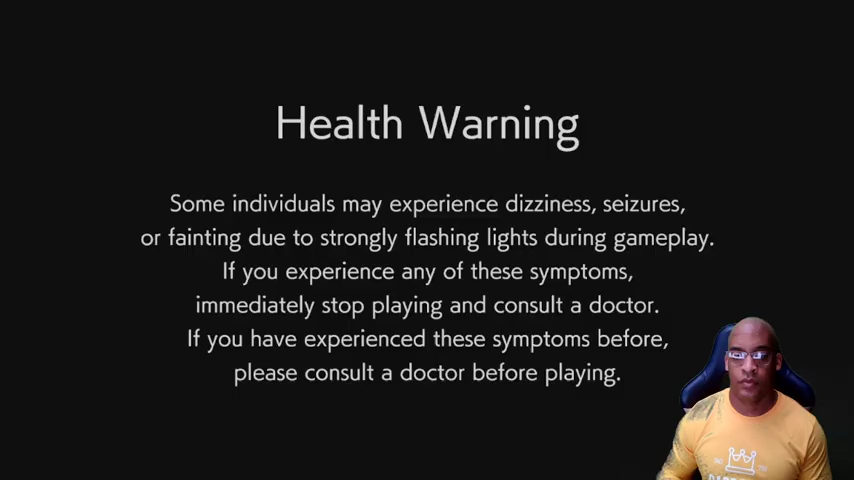 Health Warning
Some individuals may experience dizziness, seizures,
or fainting due to strongly flashing lights during gameplay.
If you experience any of these symptoms,
immediately stop playing and consult a doctor.
If you have experienced these symptoms before,
please consult a doctor before playing.